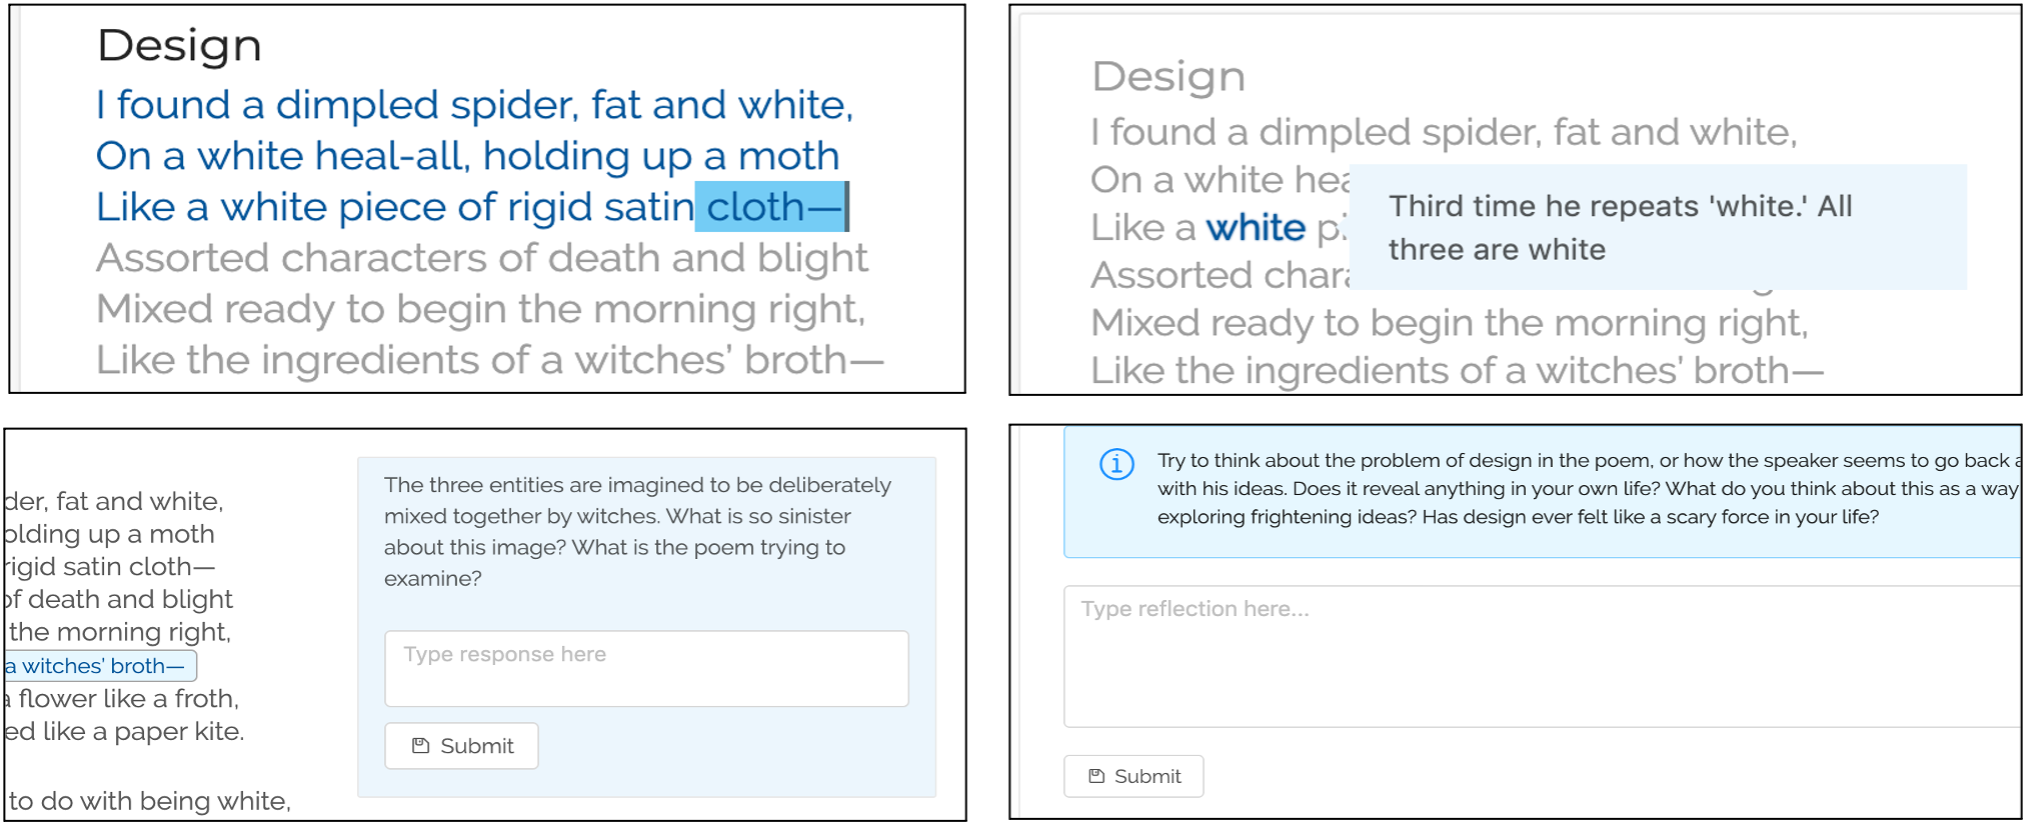 Design
I found a dimpled spider, fat and white,
On a white heal-all, holding up a moth
Like a white piece of rigid satin cloth—
Assorted characters of death and blight
Mixed ready to begin the morning right,
Like the ingredients of a witches’ broth—
Design
I found a dimpled spider, fat and white,
On a white hea
Like a white p
Assorted char
Mixed ready to begin the morning right,
Like the ingredients of a witches’ broth—
Third time he repeats 'white.' All
three are white
der, fat and white,
olding up a moth
rigid satin cloth—
of death and blight
the morning right,
a witches’ broth—
a flower like a froth,
ed like a paper kite.
to do with being white,
The three entities are imagined to be deliberately
mixed together by witches. What is so sinister
about this image? What is the poem trying to
examine?
Type response here
Submit
Try to think about the problem of design in the poem, or how the speaker seems to go back a
with his ideas. Does it reveal anything in your own life? What do you think about this as a way
exploring frightening ideas? Has design ever felt like a scary force in your life?
Type reflection here...
Submit